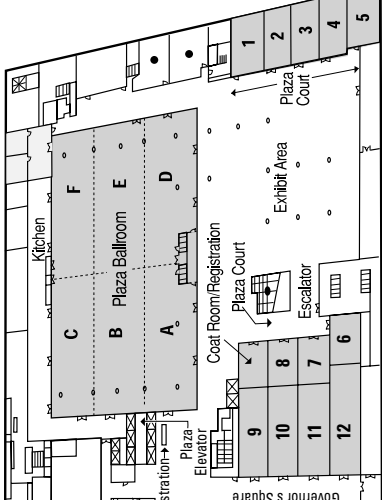 1
2
3
4
5
Plaza
Court
Kitchen
F
E
D
Plaza Ballroom
C
B
A
Exhibit Area
Coat Room/Registration
Plaza Court
Escalator
8
7
6
9
10
11
12
Plaza
Elevator
stration
Governor's Square